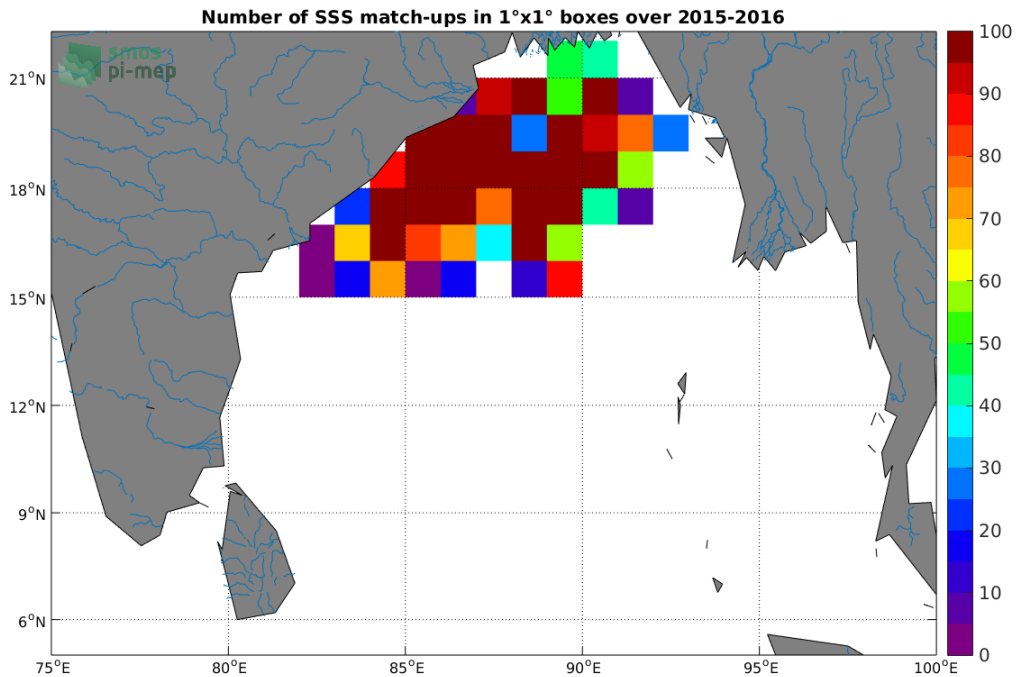 Number of SSS match-ups in 1°x1° boxes over 2015-2016
smos
pi-mep
21°N
18°N
15°N
12°N
9°N
6°N
75°E
80°E
85°E
90°E
95°E
100°E
100
90
80
70
60
50
40
30
20
10
0